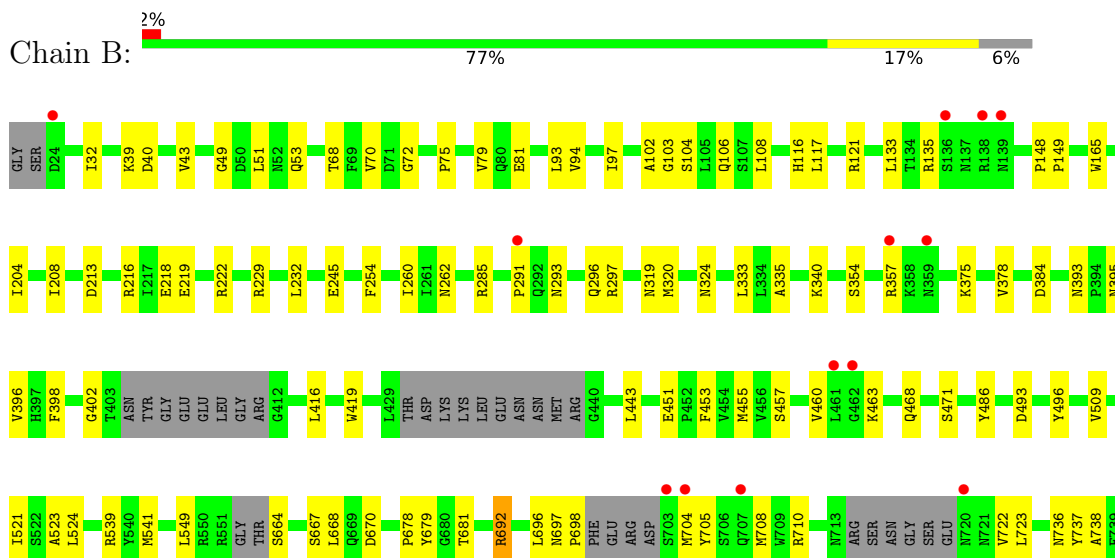 2%
Chain B:
77% 17% 6%
GLY SER D24 I32 K39 D40 V43 G49 D50 L51 N52 Q53 T68 F69 V70 D71 G72 P75 V79 Q80 E81 L93 V94 I97 A102 G103 S104 L105 Q106 S107 L108 H116 L117 R121 L133 T134 R135 S136 N137 R138 N139 P148 P149 W165
I204 I208 D213 R216 I217 E218 E219 R222 R229 L232 E245 F254 I260 I261 N262 R285 P291 Q292 N293 Q296 R297 N319 M320 N324 L333 L334 A335 K340 S354 R357 K358 N359 K375 V378 D384 N393 P394 N395
V396 H397 F398 G402 T403 ASN TYR GLY GLU GLU LEU GLY ARG G412 L416 W419 L429 THR ASP LYS LYS LEU GLU ASN ASN MET ARG G440 L443 E451 P452 F453 V454 M455 V456 S457 V460 L461 G462 K463 Q468 S471 Y486 D493 Y496 V509
I521 S522 A523 L524 R539 Y540 M541 L549 R550 R551 GLY THR S664 S667 L668 Q669 D670 P678 Y679 G680 T681 R692 L696 N697 P698 PHE GLU ARG ASP S703 M704 Y705 S706 Q707 M708 W709 R710 N713 ARG SER ASN GLY SER GLU N720 N721 V722 L723 N736 Y737 A738